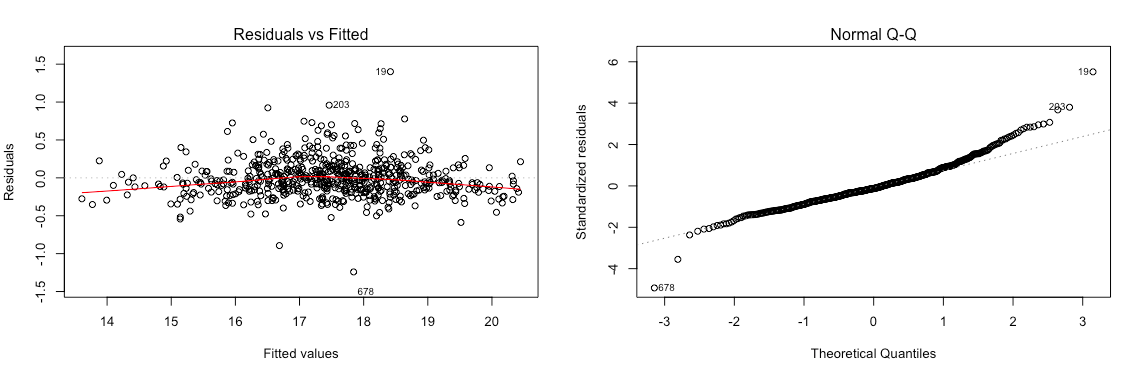 Residuals vs Fitted
Residuals
1.5
1.0
0.5
0.0
-0.5
-1.0
-1.5
19
203
678
14 15 16 17 18 19 20
Fitted values
Normal Q-Q
Standardized residuals
6
4
2
0
-2
-4
19
203
678
-3 -2 -1 0 1 2 3
Theoretical Quantiles